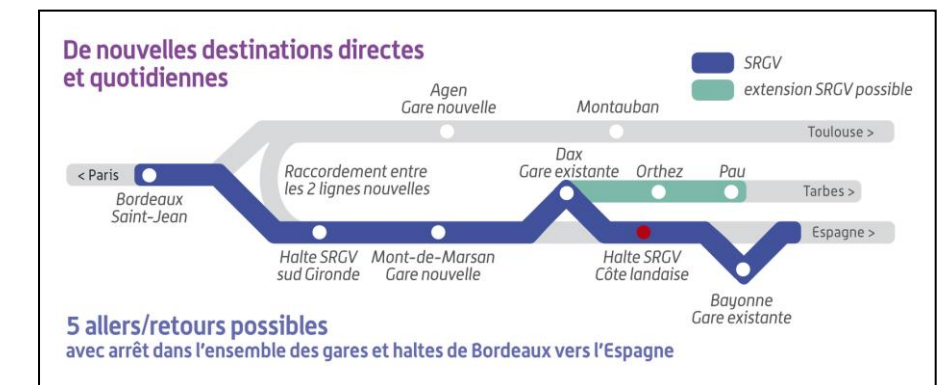 De nouvelles destinations directes
et quotidiennes
SRGV
extension SRGV possible
Agen
Gare nouvelle
Montauban
Toulouse >
< Paris
Bordeaux
Saint-Jean
Raccordement entre
les 2 lignes nouvelles
Dax
Gare existante
Orthez
Pau
Tarbes >
Espagne >
Halte SRGV
sud Gironde
Mont-de-Marsan
Gare nouvelle
Halte SRGV
Côte landaise
Bayonne
Gare existante
5 allers/retours possibles
avec arrêt dans l'ensemble des gares et haltes de Bordeaux vers l'Espagne